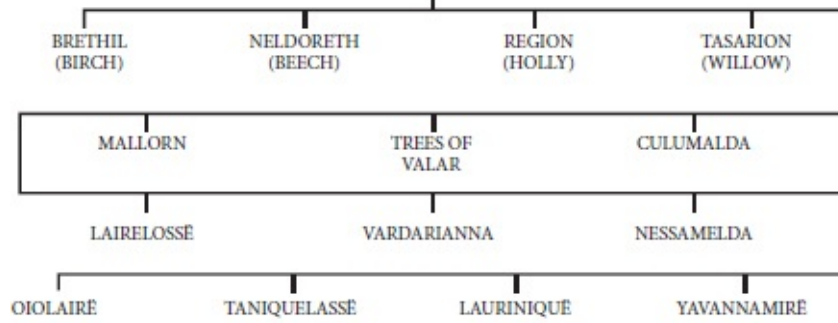 BRETHIL NELDORETH REGION TASARION
(BIRCH) (BEECH) (HOLLY) (WILLOW)
MALLORN TREES OF CULUMALDA
VALAR
LAIRELOSSË VARDARIANNA NESSAMELDA
OIOLAIRË TANIQUELASSË LAURINIQUË YAVANNAMIRË